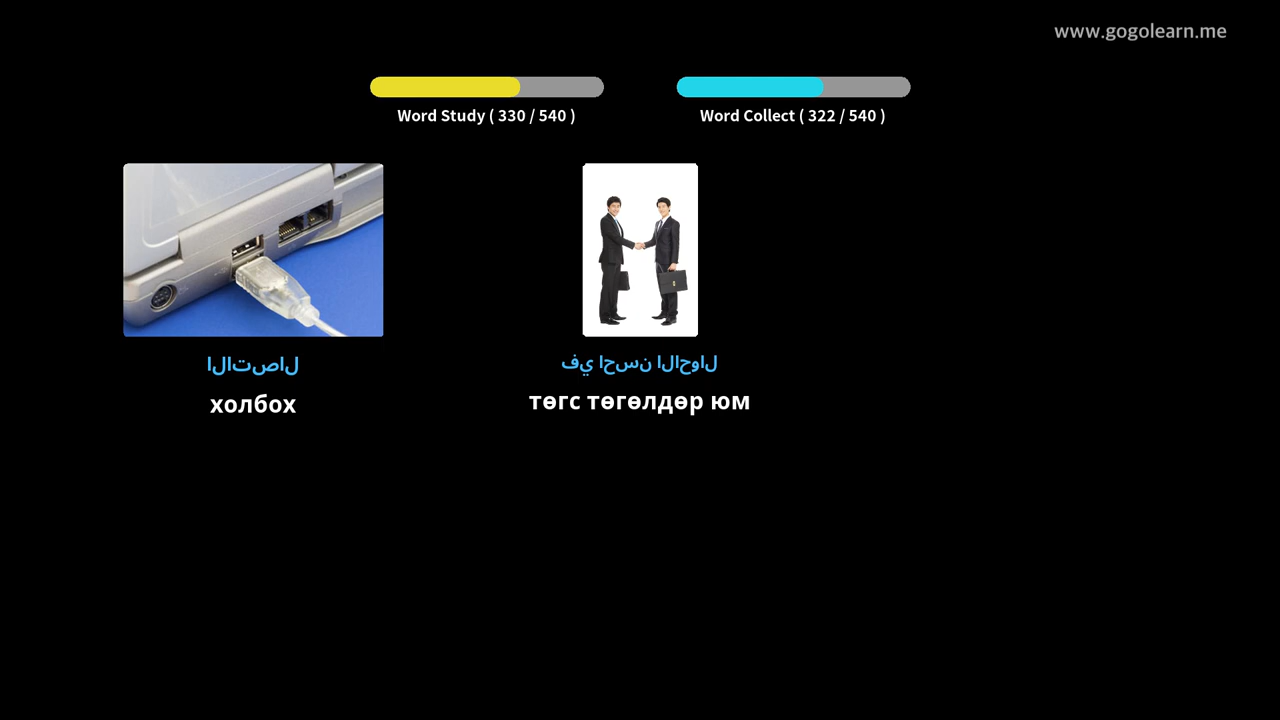 www.gogolearn.me
Word Study ( 330 / 540 )
Word Collect ( 322 / 540 )
الاتصال
холбох
في احسن الاحوال
төгс төгөлдөр юм